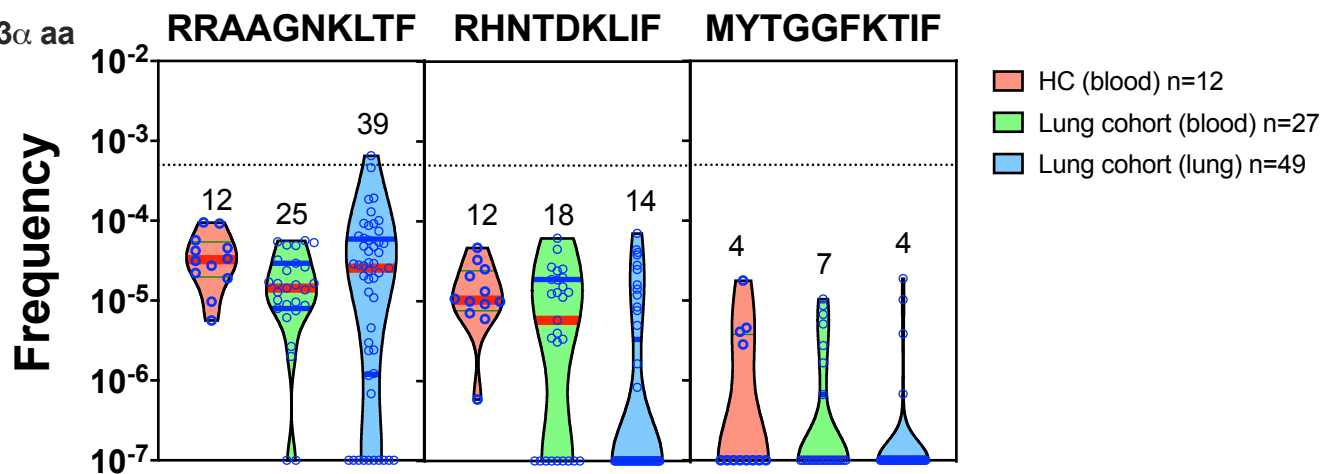 3α aa RRAAGNKLTF RHNTDKLIF MYTGGFKTIF
Frequency
10-2
10-3
10-4
10-5
10-6
10-7
12 25 39
12 18 14
4 7 4
HC (blood) n=12
Lung cohort (blood) n=27
Lung cohort (lung) n=49